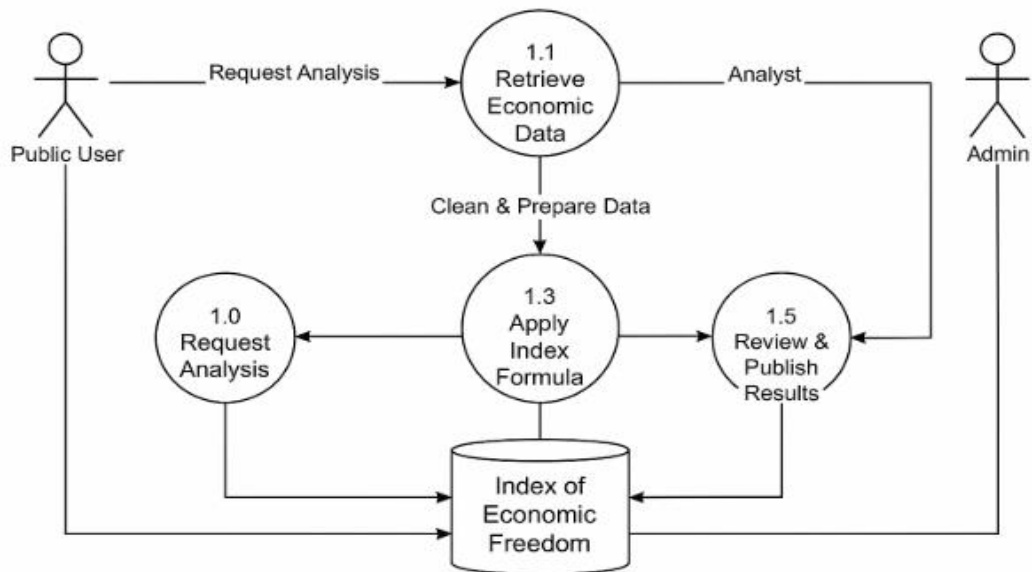 Public User
Request Analysis
1.1
Retrieve
Economic
Data
Analyst
Admin
Clean & Prepare Data
1.0
Request
Analysis
1.3
Apply
Index
Formula
1.5
Review &
Publish
Results
Index of
Economic
Freedom